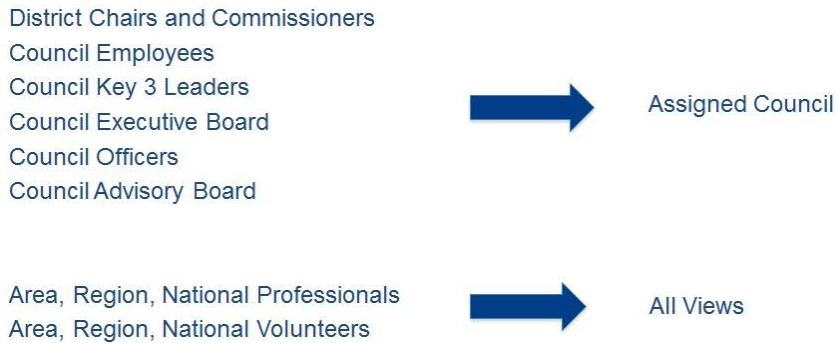 District Chairs and Commissioners
Council Employees
Council Key 3 Leaders
Council Executive Board
Council Officers
Council Advisory Board
Assigned Council
Area, Region, National Professionals
Area, Region, National Volunteers
All Views